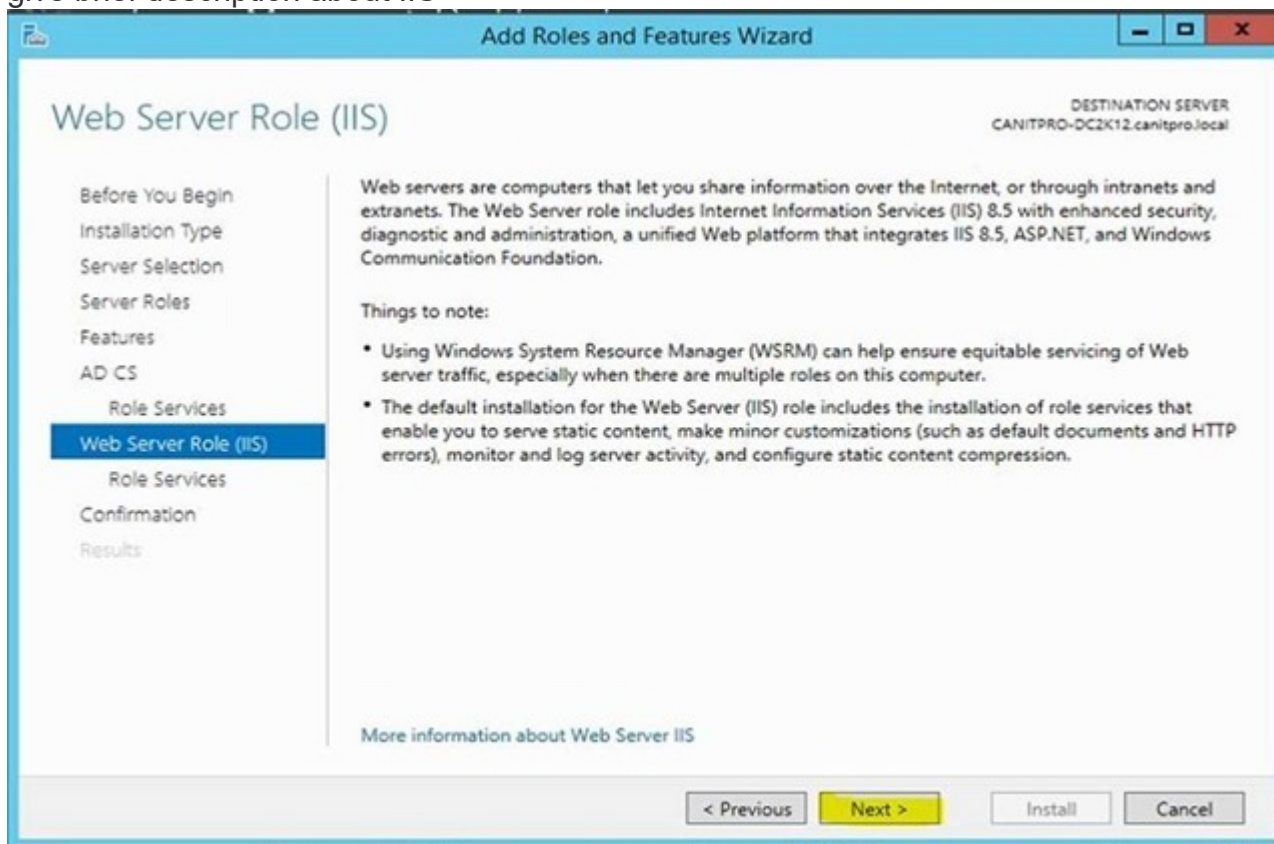 give brief description about IIS
Add Roles and Features Wizard
Web Server Role (IIS)
DESTINATION SERVER
CANITPRO-DC2K12.canitpro.local
Before You Begin
Installation Type
Server Selection
Server Roles
Features
AD CS
Role Services
Web Server Role (IIS)
Role Services
Confirmation
Results
Web servers are computers that let you share information over the Internet, or through intranets and
extranets. The Web Server role includes Internet Information Services (IIS) 8.5 with enhanced security,
diagnostic and administration, a unified Web platform that integrates IIS 8.5, ASP.NET, and Windows
Communication Foundation.
Things to note:
• Using Windows System Resource Manager (WSRM) can help ensure equitable servicing of Web
server traffic, especially when there are multiple roles on this computer.
• The default installation for the Web Server (IIS) role includes the installation of role services that
enable you to serve static content, make minor customizations (such as default documents and HTTP
errors), monitor and log server activity, and configure static content compression.
More information about Web Server IIS
< Previous
Next >
Install
Cancel